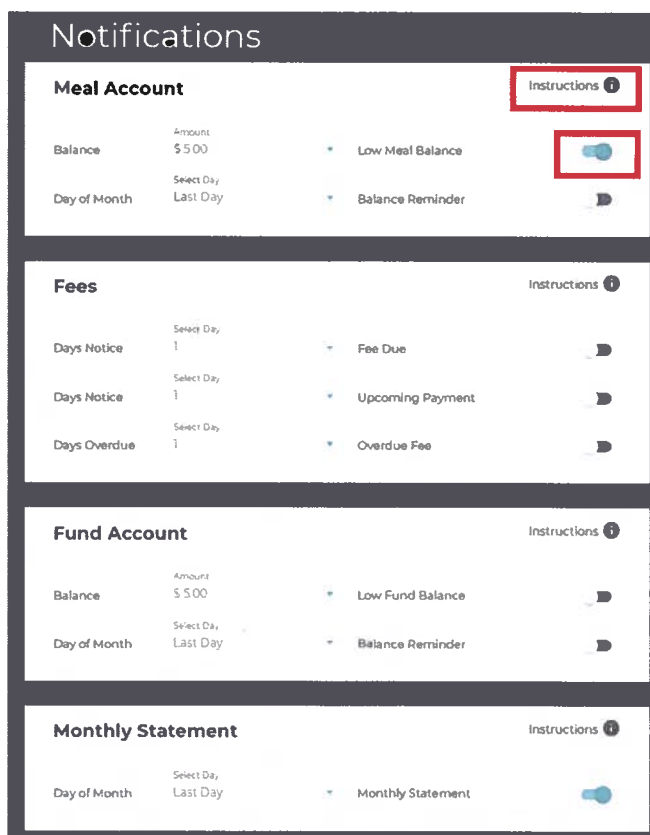 Notifications
Meal Account Instructions
Amount
Balance $ 5.00 Low Meal Balance
Select Day
Day of Month Last Day Balance Reminder
Fees Instructions
Select Day
Days Notice 1 Fee Due
Select Day
Days Notice 1 Upcoming Payment
Select Day
Days Overdue 1 Overdue Fee
Fund Account Instructions
Amount
Balance $ 5.00 Low Fund Balance
Select Day
Day of Month Last Day Balance Reminder
Monthly Statement Instructions
Select Day
Day of Month Last Day Monthly Statement